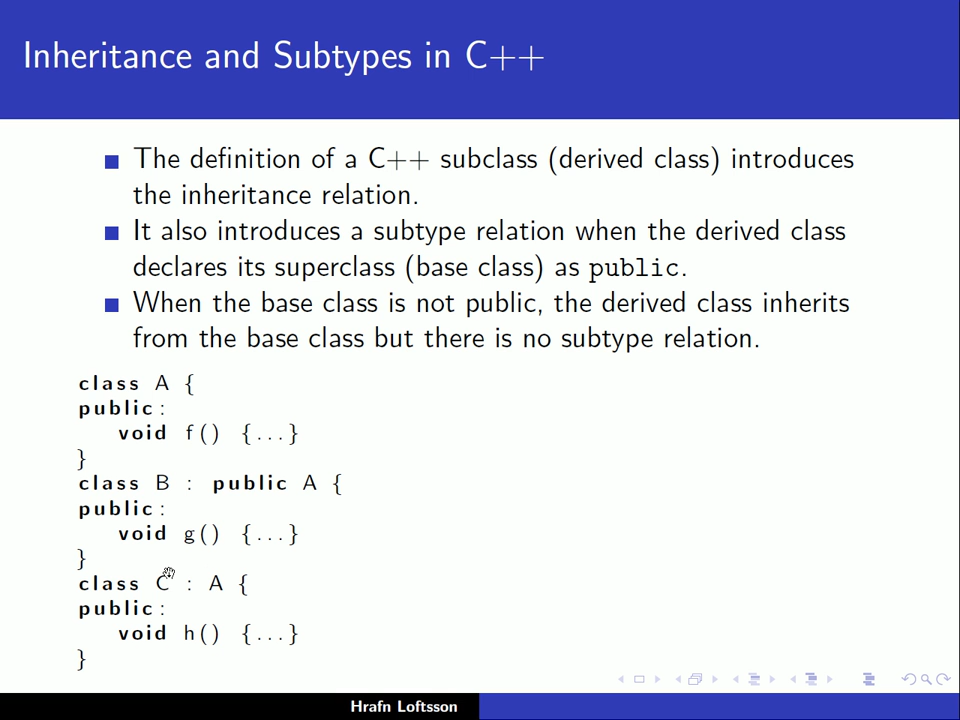 Inheritance and Subtypes in C++
The definition of a C++ subclass (derived class) introduces
the inheritance relation.
It also introduces a subtype relation when the derived class
declares its superclass (base class) as public.
When the base class is not public, the derived class inherits
from the base class but there is no subtype relation.
class A {
public:
void f() {...}
}
class B : public A {
public:
void g() {...}
}
class C : A {
public:
void h() {...}
}
Hrafn Loftsson